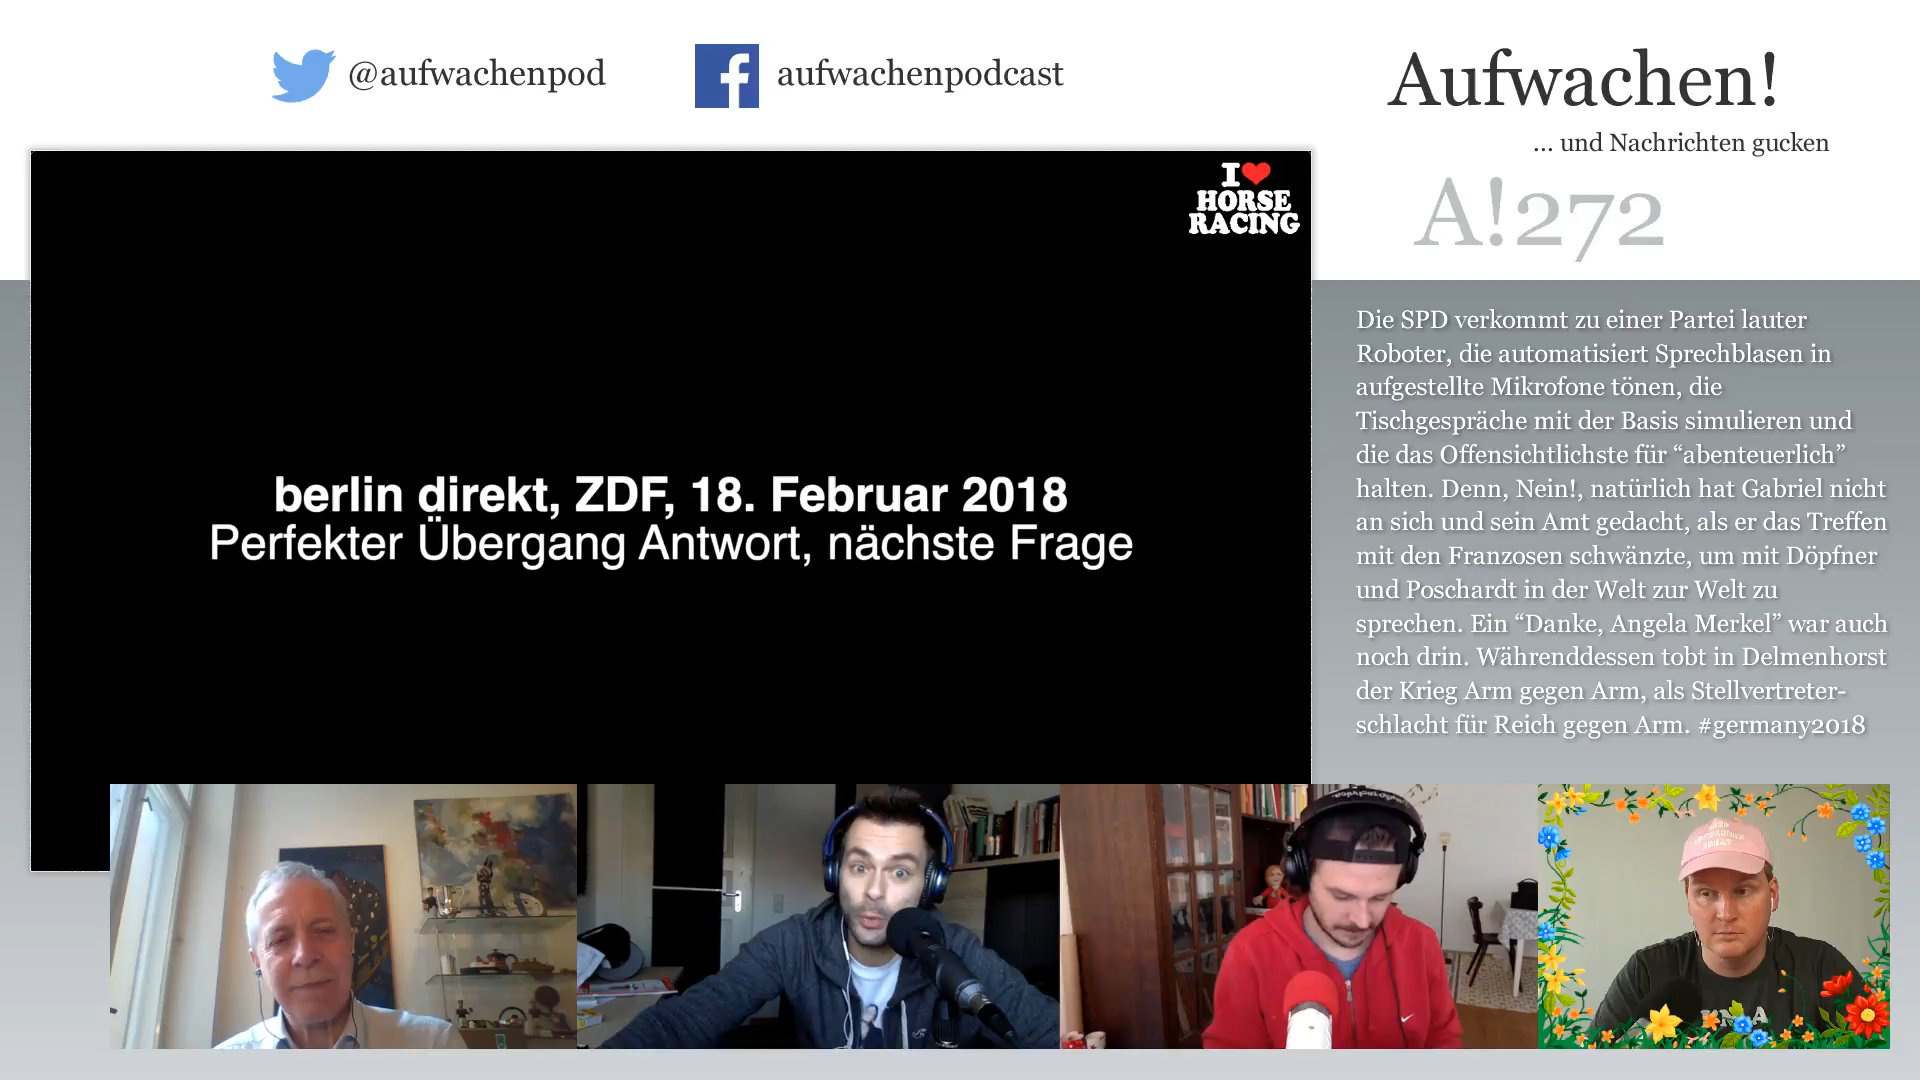 @aufwachenpod
aufwachenpodcast
Aufwachen!
... und Nachrichten gucken
A!272
I
HORSE
RACING
berlin direkt, ZDF, 18. Februar 2018
Perfekter Übergang Antwort, nächste Frage
Die SPD verkommt zu einer Partei lauter
Roboter, die automatisiert Sprechblasen in
aufgestellte Mikrofone tönen, die
Tischgespräche mit der Basis simulieren und
die das Offensichtlichste für “abenteuerlich”
halten. Denn, Nein!, natürlich hat Gabriel nicht
an sich und sein Amt gedacht, als er das Treffen
mit den Franzosen schwänzte, um mit Döpfner
und Poschardt in der Welt zur Welt zu
sprechen. Ein “Danke, Angela Merkel” war auch
noch drin. Währenddessen tobt in Delmenhorst
der Krieg Arm gegen Arm, als Stellvertreter-
schlacht für Reich gegen Arm. #germany2018